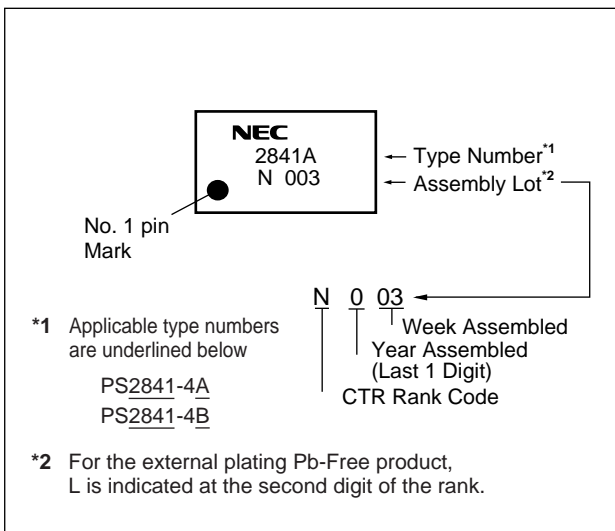 NEC
2841A
N 003
Type Number*1
Assembly Lot*2
No. 1 pin
Mark
N 0 03
Week Assembled
Year Assembled
(Last 1 Digit)
CTR Rank Code
*1 Applicable type numbers
are underlined below
PS2841-4A
PS2841-4B
*2 For the external plating Pb-Free product,
L is indicated at the second digit of the rank.